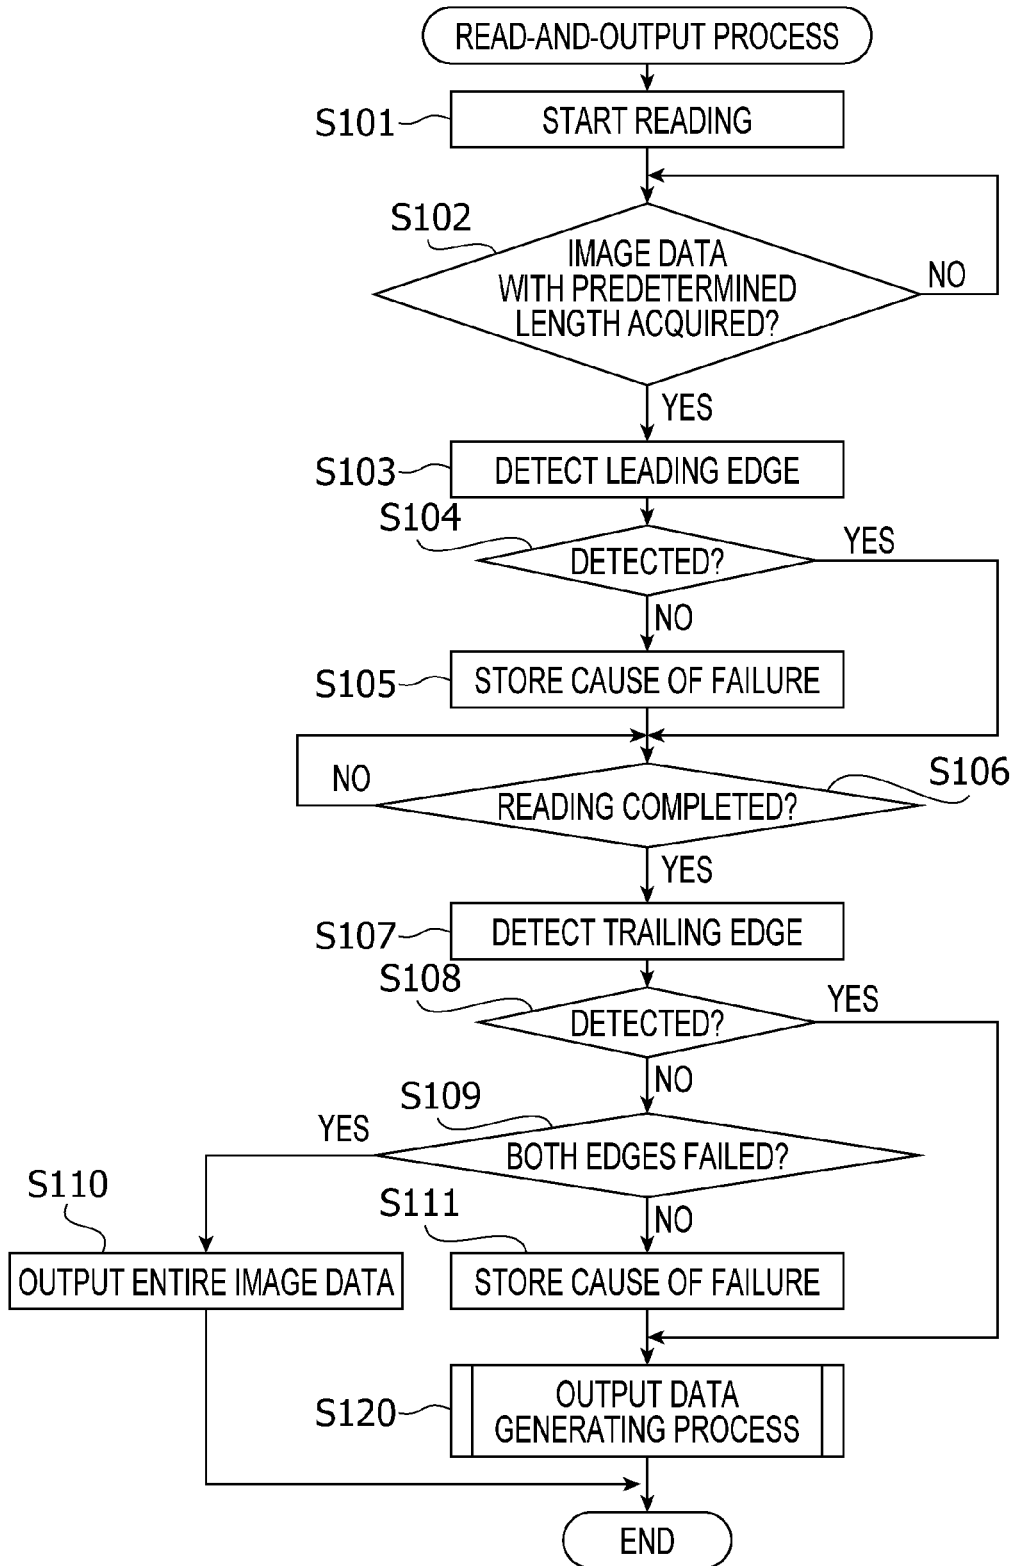 READ-AND-OUTPUT PROCESS
S101
START READING
S102
IMAGE DATA
WITH PREDETERMINED
LENGTH ACQUIRED?
NO
YES
S103
DETECT LEADING EDGE
S104
DETECTED?
YES
NO
S105
STORE CAUSE OF FAILURE
S106
NO
READING COMPLETED?
YES
S107
DETECT TRAILING EDGE
S108
DETECTED?
YES
NO
S109
YES
BOTH EDGES FAILED?
NO
S110
OUTPUT ENTIRE IMAGE DATA
S111
STORE CAUSE OF FAILURE
S120
OUTPUT DATA
GENERATING PROCESS
END